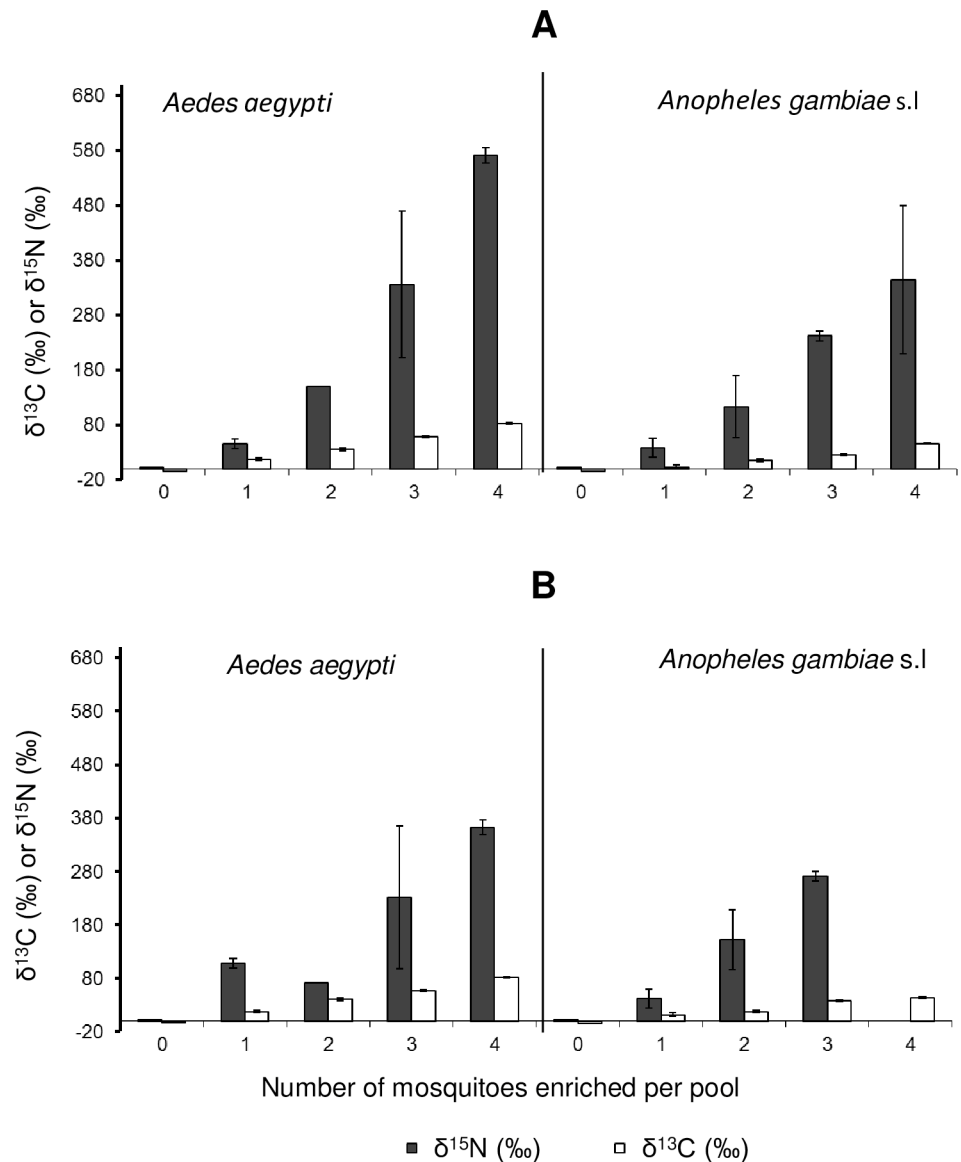 A
Aedes aegypti
Anopheles gambiae s.l
680
580
480
380
280
180
80
-20
δ¹³C (‰) or δ¹⁵N (‰)
0 1 2 3 4 0 1 2 3 4
B
Aedes aegypti
Anopheles gambiae s.l
680
580
480
380
280
180
80
-20
δ¹³C (‰) or δ¹⁵N (‰)
0 1 2 3 4 0 1 2 3 4
Number of mosquitoes enriched per pool
δ¹⁵N (‰) δ¹³C (‰)